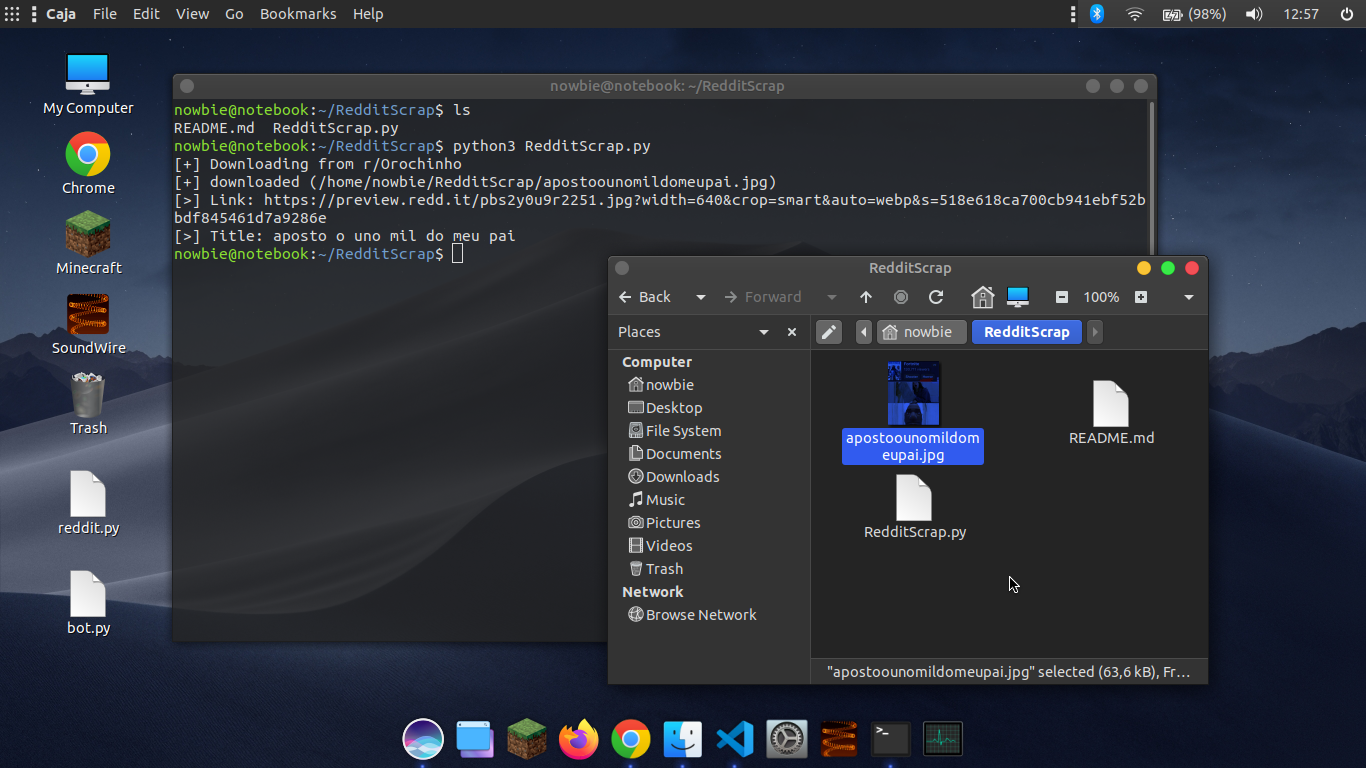 Caja File Edit View Go Bookmarks Help (98%) 12:57
My Computer
Chrome
Minecraft
SoundWire
Trash
reddit.py
bot.py
nowbie@notebook: ~/RedditScrap
nowbie@notebook:~/RedditScrap$ ls
README.md RedditScrap.py
nowbie@notebook:~/RedditScrap$ python3 RedditScrap.py
[+] Downloading from r/Orochinho
[+] downloaded (/home/nowbie/RedditScrap/apostoounomildomeupai.jpg)
[>] Link: https://preview.redd.it/pbs2y0u9r2251.jpg?width=640&crop=smart&auto=webp&s=518e618ca700cb941ebf52b
bdf845461d7a9286e
[>] Title: aposto o uno mil do meu pai
nowbie@notebook:~/RedditScrap$
RedditScrap
Back Forward 100%
Places nowbie RedditScrap
Computer
nowbie
Desktop
File System
Documents
Downloads
Music
Pictures
Videos
Trash
Network
Browse Network
apostoounomildom
eupai.jpg
README.md
RedditScrap.py
"apostoounomildomeupai.jpg" selected (63,6 kB), Fr…
>_